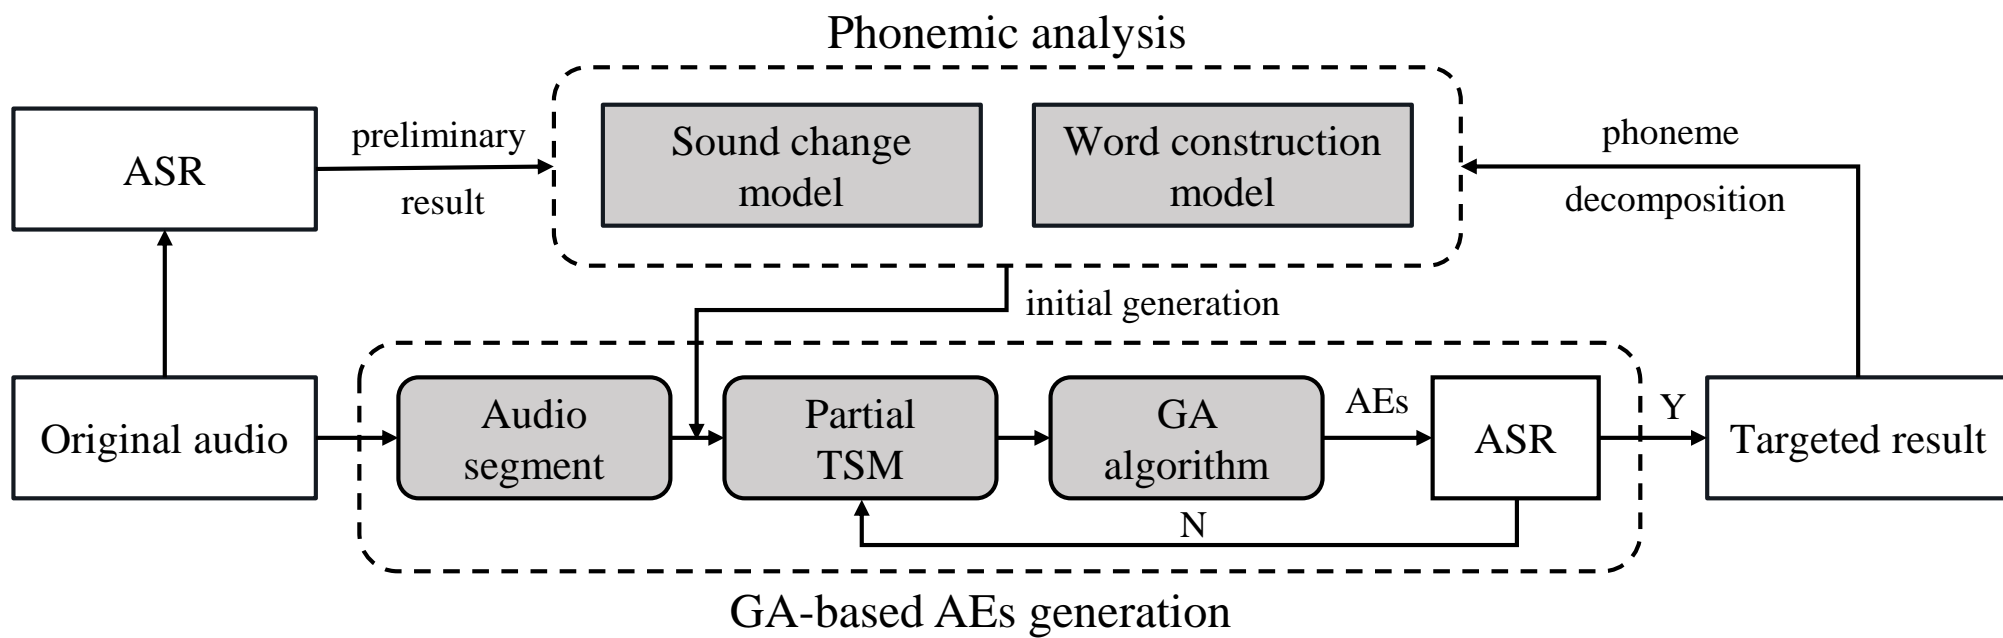 Phonemic analysis
ASR
preliminary
result
Sound change
model
Word construction
model
phoneme
decomposition
initial generation
Original audio
Audio
segment
Partial
TSM
GA
algorithm
AEs
ASR
Y
Targeted result
N
GA-based AEs generation